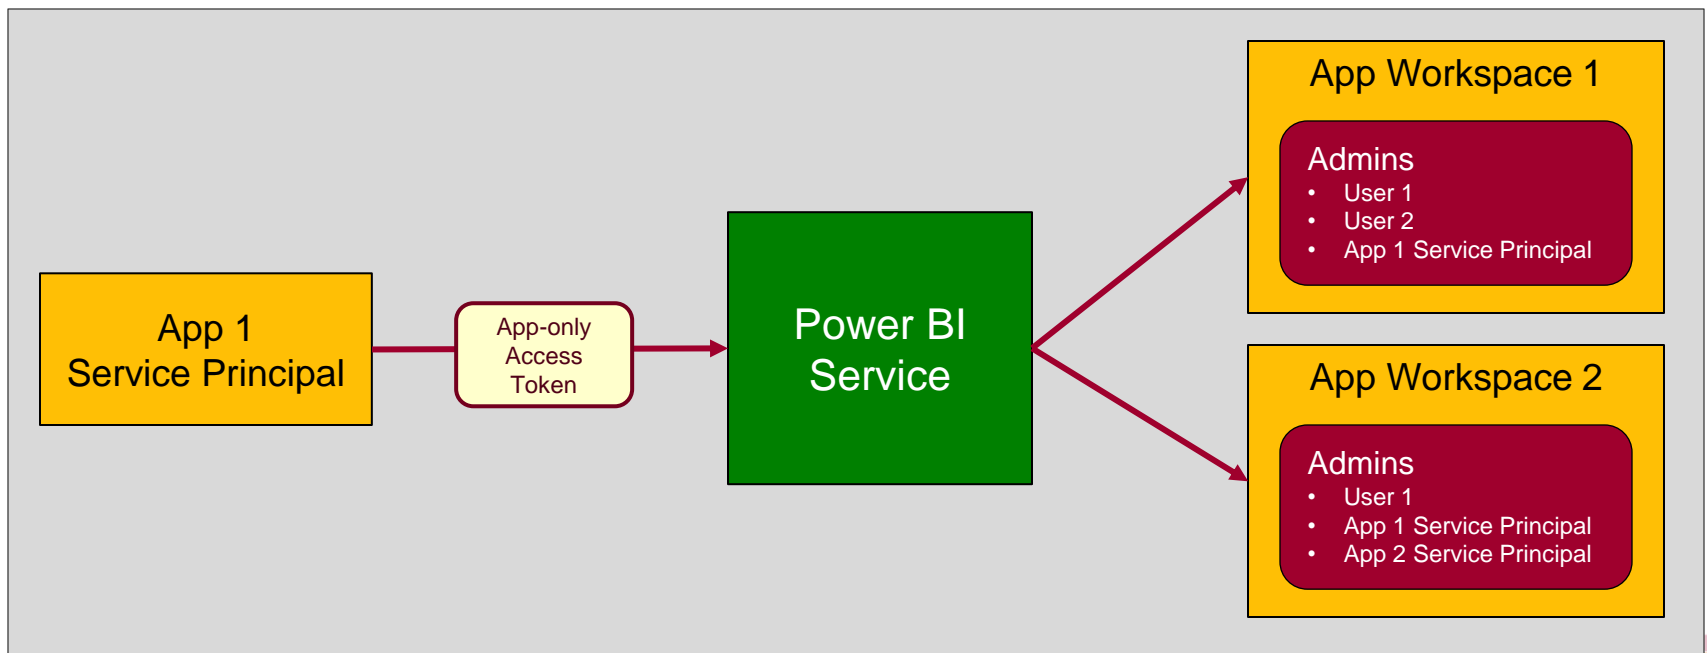 App 1
Service Principal
App-only
Access
Token
Power BI
Service
App Workspace 1
Admins
• User 1
• User 2
• App 1 Service Principal
App Workspace 2
Admins
• User 1
• App 1 Service Principal
• App 2 Service Principal